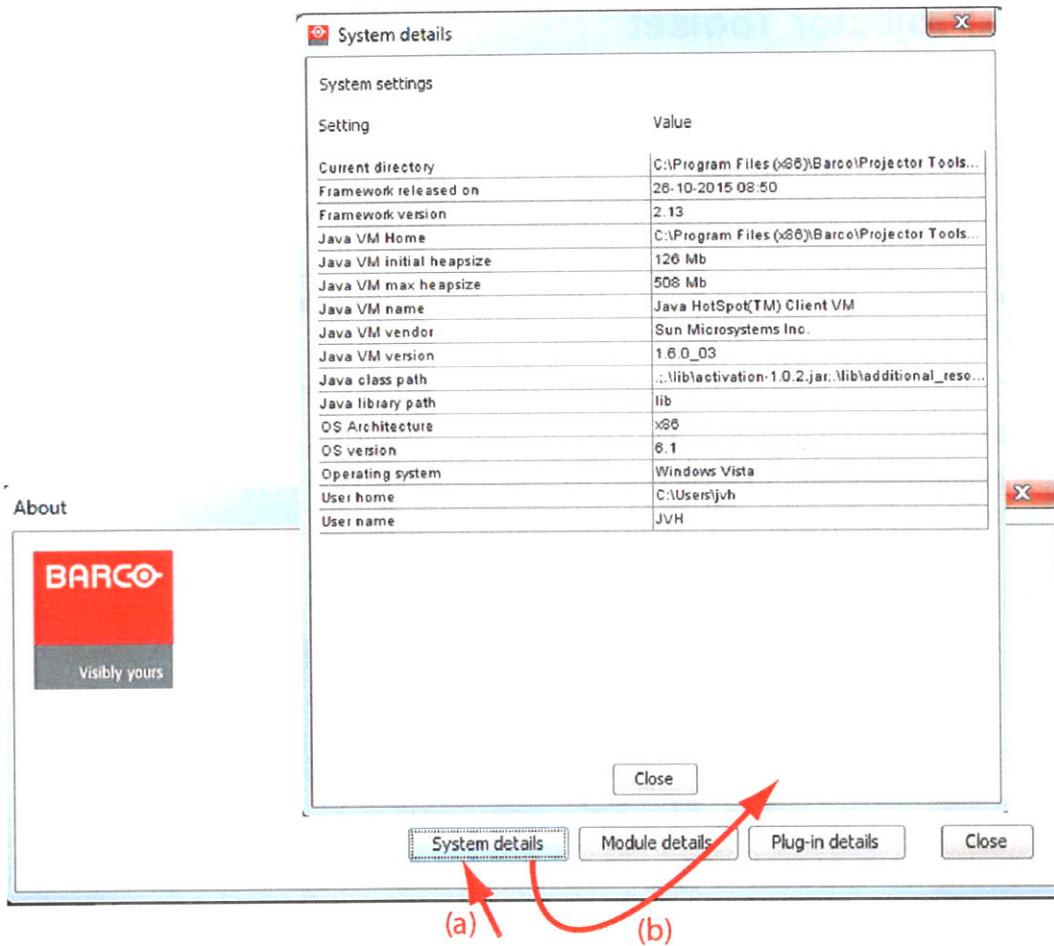 System details
System settings
Setting Value
Current directory C:\Program Files (x86)\Barco\Projector Tools...
Framework released on 26-10-2015 08:50
Framework version 2.13
Java VM Home C:\Program Files (x86)\Barco\Projector Tools...
Java VM initial heapsize 126 Mb
Java VM max heapsize 508 Mb
Java VM name Java HotSpot(TM) Client VM
Java VM vendor Sun Microsystems Inc.
Java VM version 1.6.0_03
Java class path .;.\lib\activation-1.0.2.jar;.\lib\additional_reso...
Java library path lib
OS Architecture x86
OS version 6.1
Operating system Windows Vista
User home C:\Users\jvh
User name JVH
Close
About
BARCO
Visibly yours
System details Module details Plug-in details Close
(a) (b)